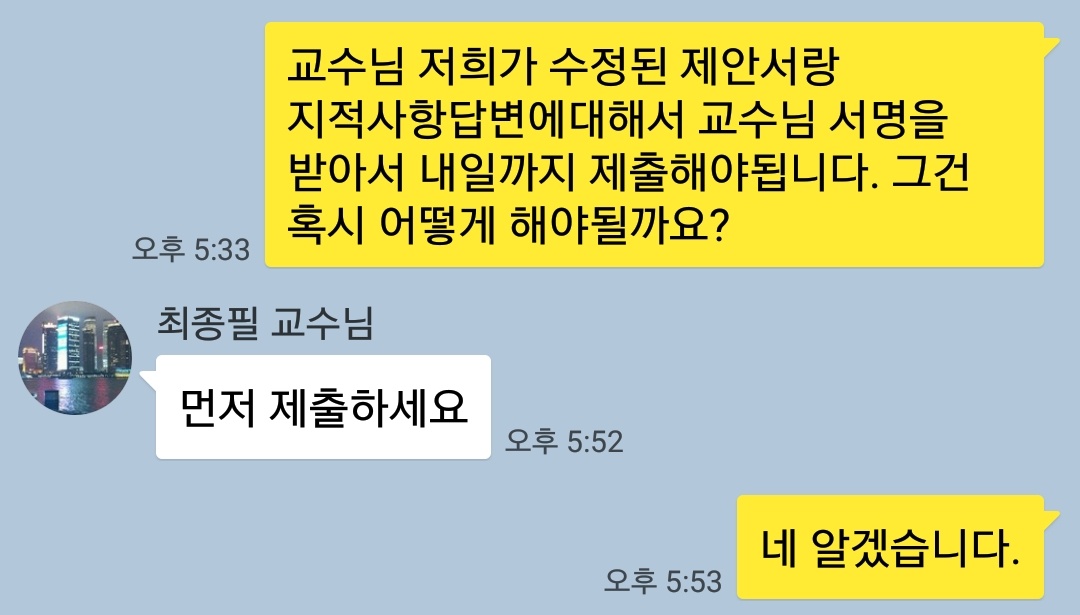 교수님 저희가 수정된 제안서랑
지적사항답변에대해서 교수님 서명을
받아서 내일까지 제출해야됩니다. 그건
혹시 어떻게 해야될까요?
오후 5:33
최종필 교수님
먼저 제출하세요
오후 5:52
네 알겠습니다.
오후 5:53